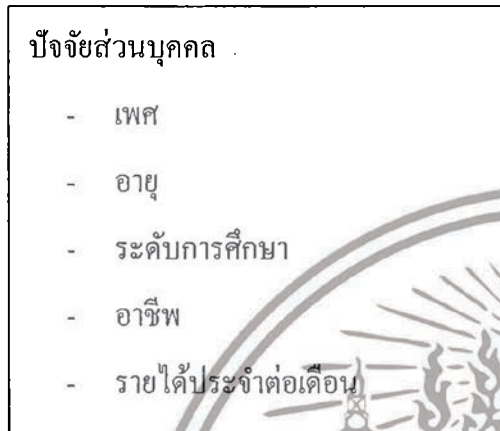 ปัจจัยส่วนบุคคล
- เพศ
- อายุ
- ระดับการศึกษา
- อาชีพ
- รายได้ประจำต่อเดือน